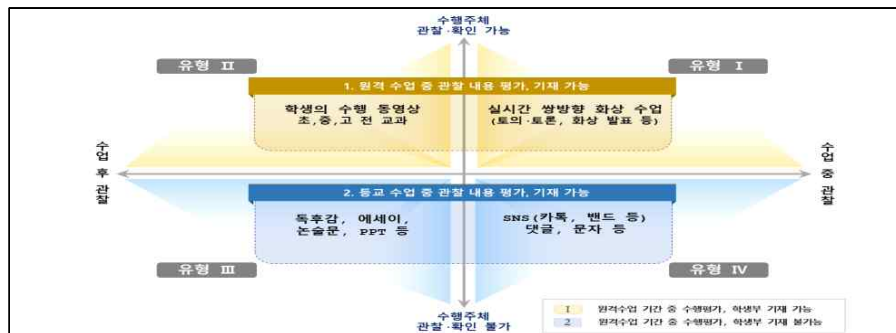 수행주체
관찰·확인 가능
유형 II
유형 I
1. 원격 수업 중 관찰 내용 평가, 기재 가능
학생의 수행 동영상
초,중,고 전 교과
실시간 쌍방향 화상 수업
(토의·토론, 화상 발표 등)
수업 후 관찰
수업 중 관찰
2. 등교 수업 중 관찰 내용 평가, 기재 가능
독후감, 에세이,
논술문, PPT 등
SNS(카톡, 밴드 등)
댓글, 문자 등
유형 III
유형 IV
수행주체
관찰·확인 불가
1 원격수업 기간 중 수행평가, 학생부 기재 가능
2 원격수업 기간 중 수행평가, 학생부 기재 불가능